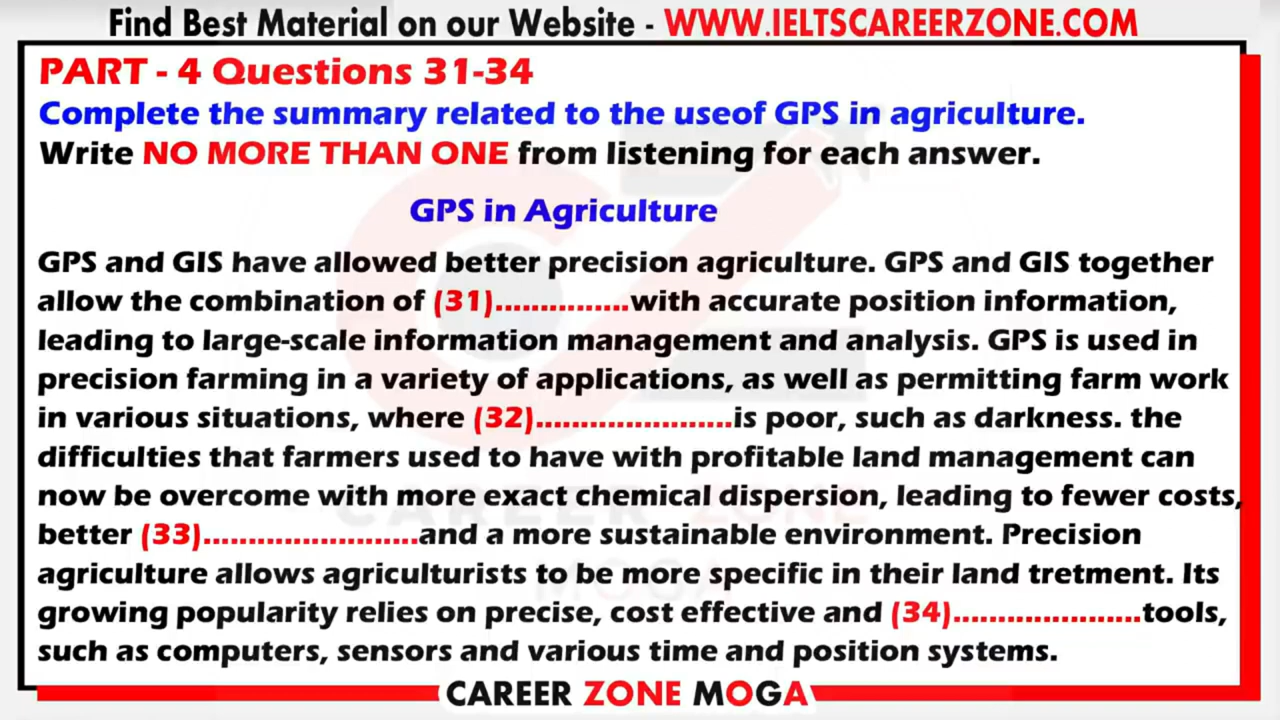 Find Best Material on our Website - WWW.IELTSCAREERZONE.COM
PART - 4 Questions 31-34
Complete the summary related to the useof GPS in agriculture.
Write NO MORE THAN ONE from listening for each answer.
GPS in Agriculture
GPS and GIS have allowed better precision agriculture. GPS and GIS together
allow the combination of (31)...............with accurate position information,
leading to large-scale information management and analysis. GPS is used in
precision farming in a variety of applications, as well as permitting farm work
in various situations, where (32)......................is poor, such as darkness. the
difficulties that farmers used to have with profitable land management can
now be overcome with more exact chemical dispersion, leading to fewer costs,
better (33)........................and a more sustainable environment. Precision
agriculture allows agriculturists to be more specific in their land tretment. Its
growing popularity relies on precise, cost effective and (34).....................tools,
such as computers, sensors and various time and position systems.
CAREER ZONE
MOGA
CAREER ZONE MOGA